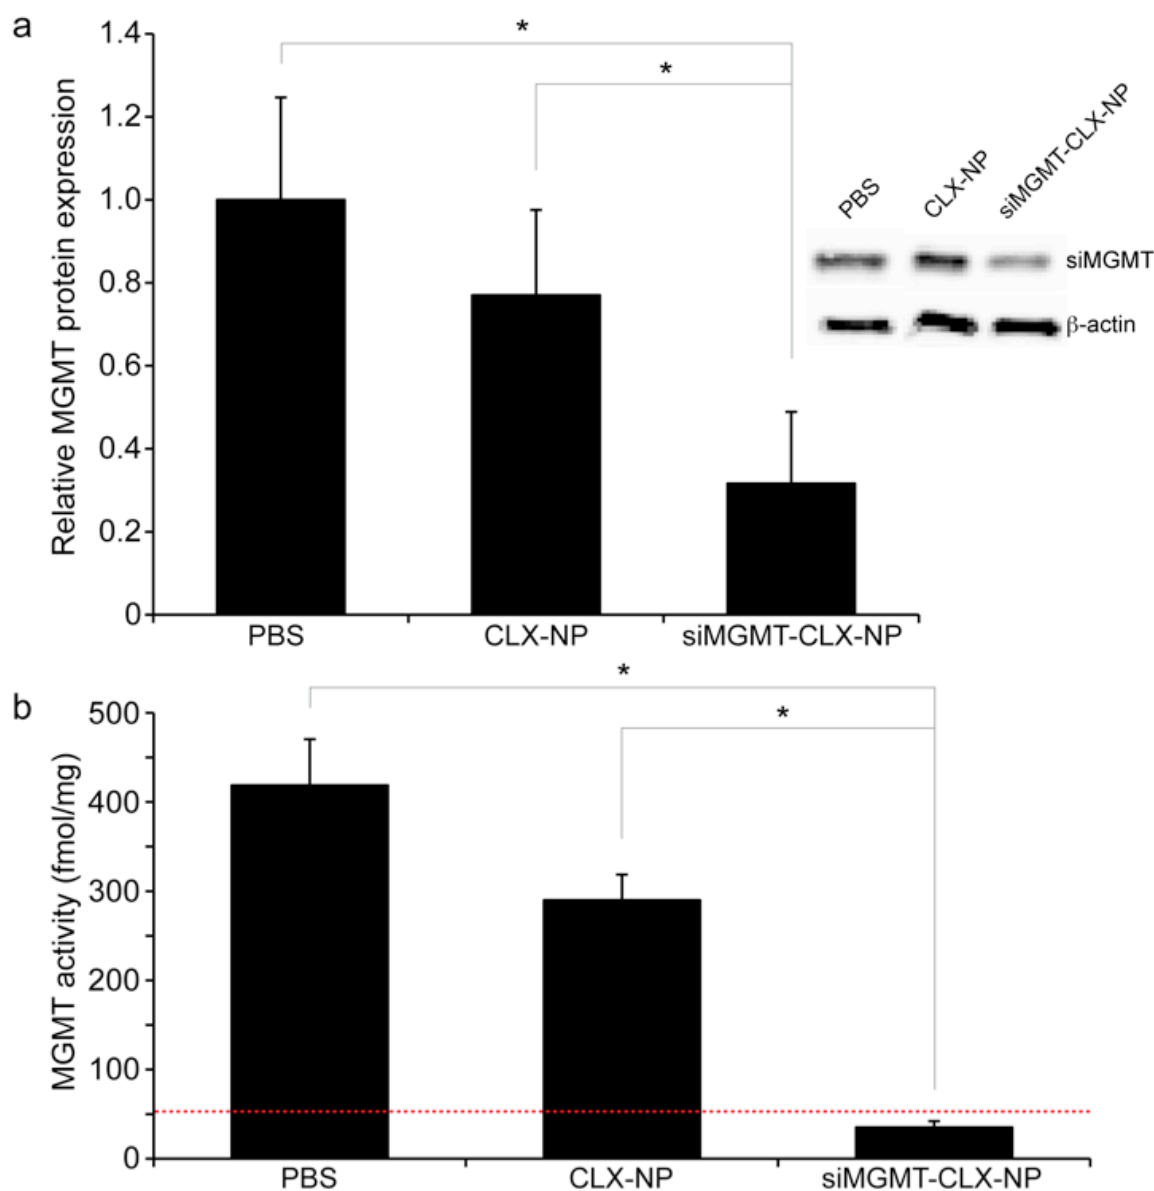 a
Relative MGMT protein expression
1.4
1.2
1.0
0.8
0.6
0.4
0.2
0
*
*
PBS
CLX-NP
siMGMT-CLX-NP
siMGMT
β-actin
PBS CLX-NP siMGMT-CLX-NP
b
MGMT activity (fmol/mg)
500
400
300
200
100
0
*
*
PBS CLX-NP siMGMT-CLX-NP